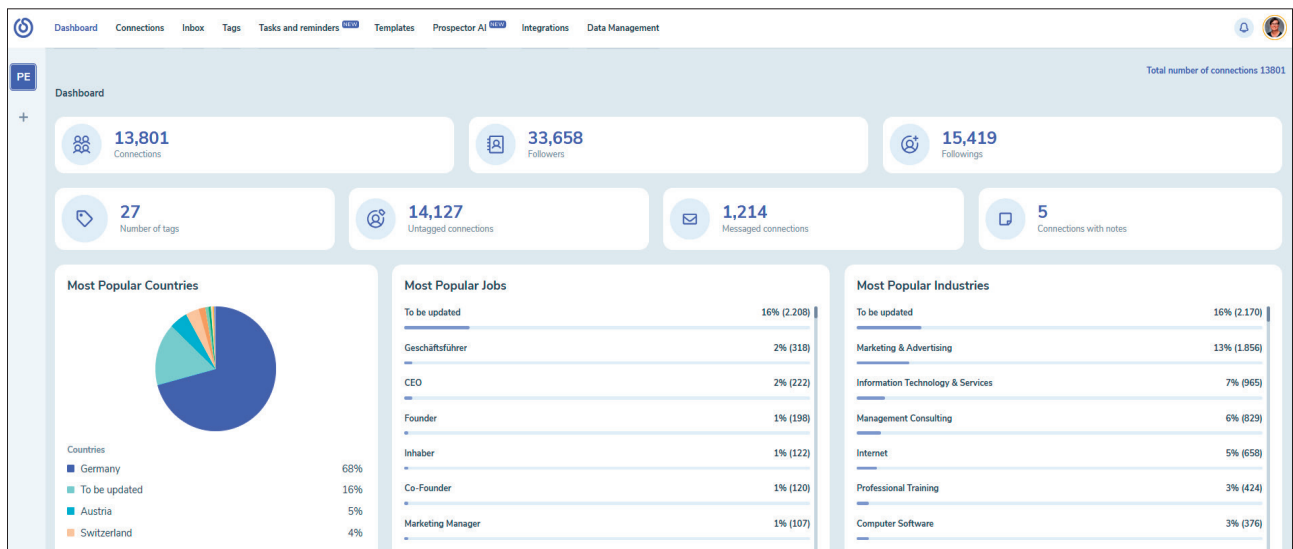 Dashboard Connections Inbox Tags Tasks and reminders NEW Templates Prospector AI NEW Integrations Data Management
PE
Total number of connections 13801
Dashboard
+
13,801
Connections
33,658
Followers
15,419
Followings
27
Number of tags
14,127
Untagged connections
1,214
Messaged connections
5
Connections with notes
Most Popular Countries
Countries
Germany 68%
To be updated 16%
Austria 5%
Switzerland 4%
Most Popular Jobs
To be updated 16% (2.208)
Geschäftsführer 2% (318)
CEO 2% (222)
Founder 1% (198)
Inhaber 1% (122)
Co-Founder 1% (120)
Marketing Manager 1% (107)
Most Popular Industries
To be updated 16% (2.170)
Marketing & Advertising 13% (1.856)
Information Technology & Services 7% (965)
Management Consulting 6% (829)
Internet 5% (658)
Professional Training 3% (424)
Computer Software 3% (376)